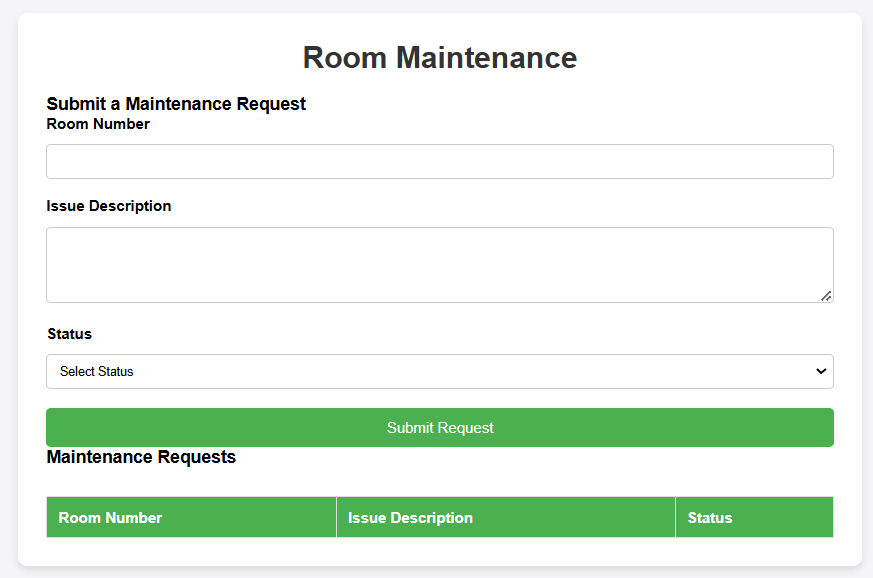 Room Maintenance
Submit a Maintenance Request
Room Number
Issue Description
Status
Select Status
Submit Request
Maintenance Requests
Room Number Issue Description Status